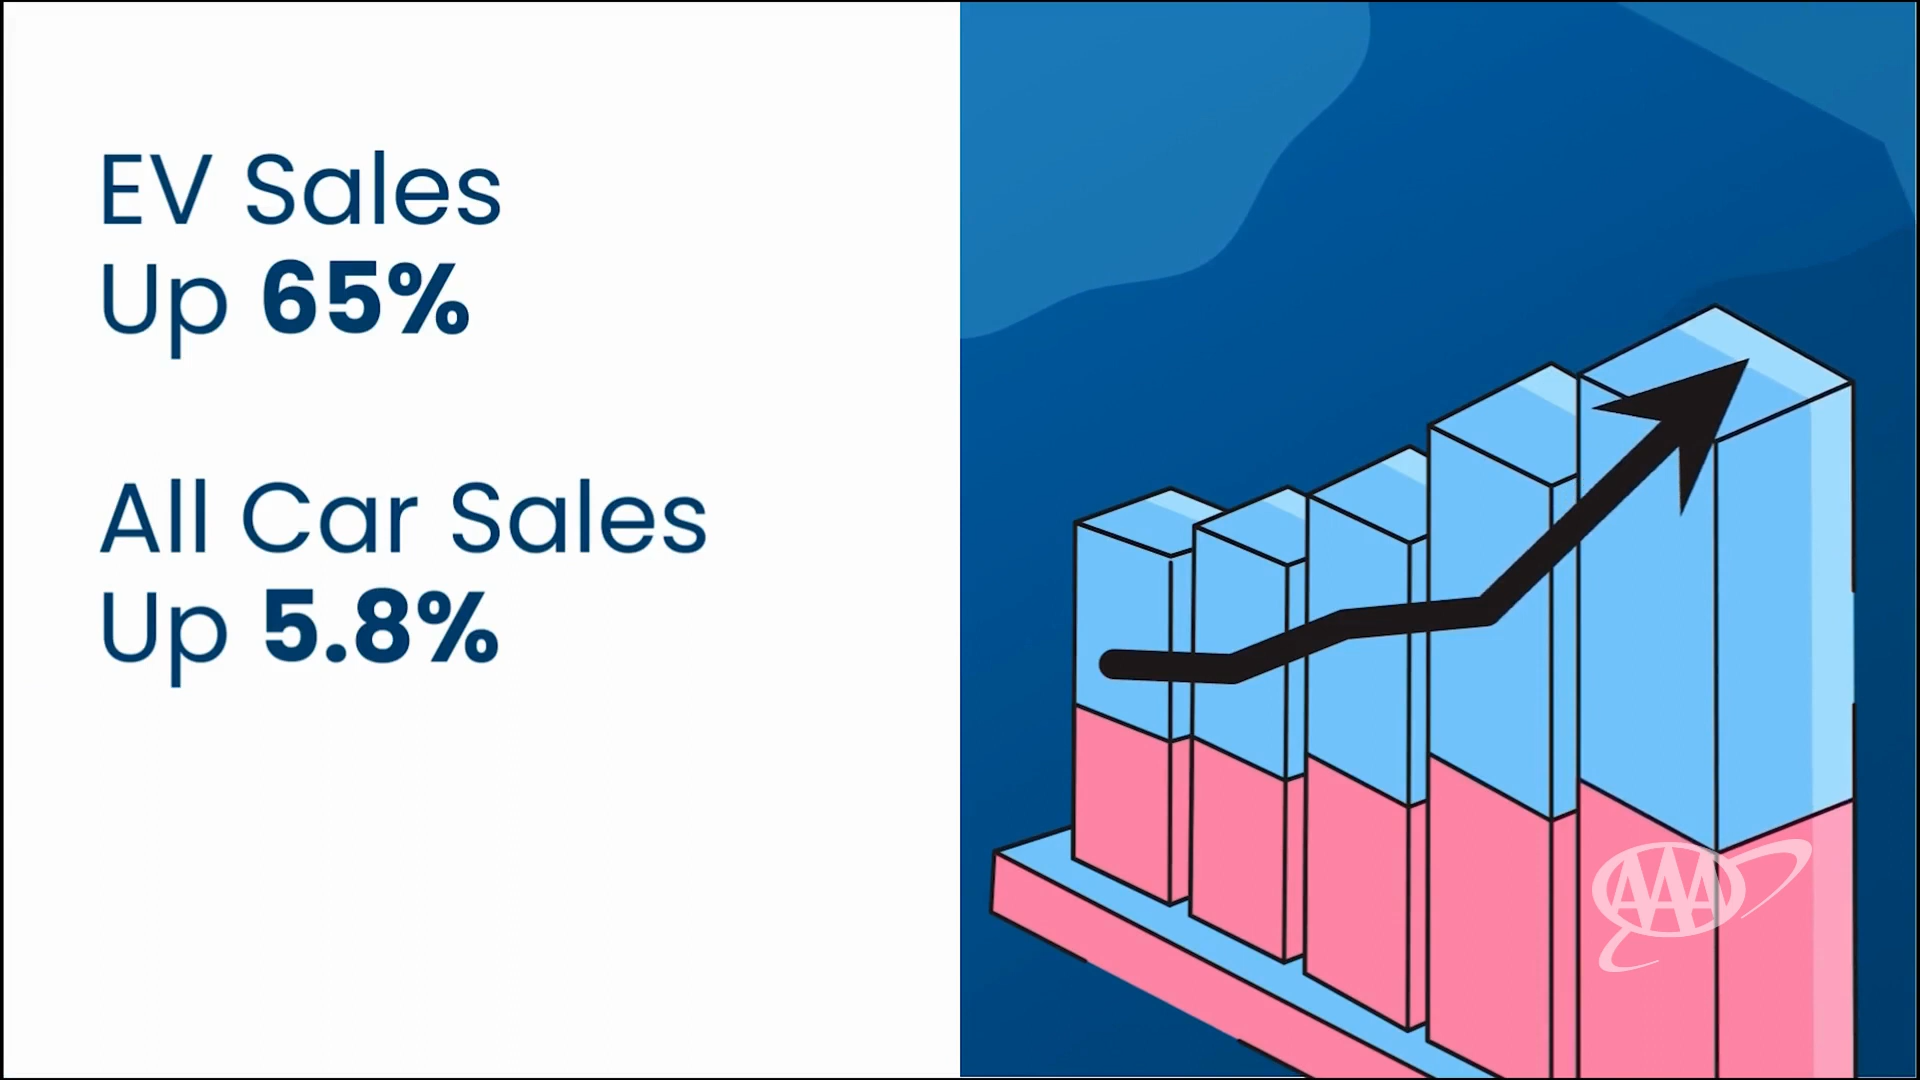 EV Sales
Up 65%
All Car Sales
Up 5.8%
AAA